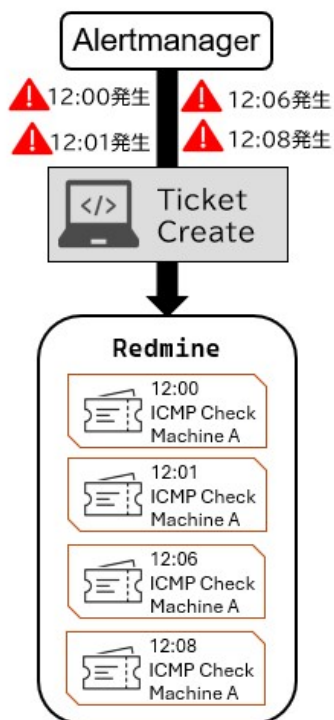 Alertmanager
12:00発生
12:06発生
12:01発生
12:08発生
</>
Ticket
Create
Redmine
12:00
ICMP Check
Machine A
12:01
ICMP Check
Machine A
12:06
ICMP Check
Machine A
12:08
ICMP Check
Machine A